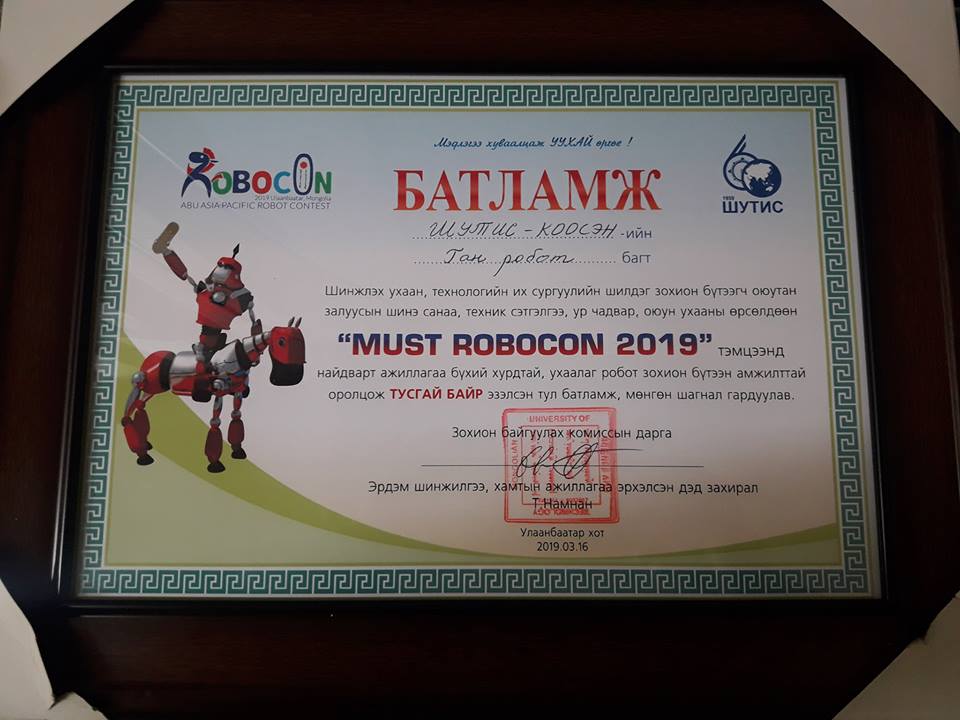 Мэдлэгээ хуваалцаж УУХАЙ өргөе !
ROBOCON
2019 Ulaanbaatar, Mongolia
ABU ASIA-PACIFIC ROBOT CONTEST
1959
ШУТИС
БАТЛАМЖ
ШУТИС - КООСЭН -ийн
Ган робот багт
Шинжлэх ухаан, технологийн их сургуулийн шилдэг зохион бүтээгч оюутан
залуусын шинэ санаа, техник сэтгэлгээ, ур чадвар, оюун ухааны өрсөлдөөн
“MUST ROBOCON 2019” тэмцээнд
найдварт ажиллагаа бүхий хурдтай, ухаалаг робот зохион бүтээн амжилттай
оролцож ТУСГАЙ БАЙР эзэлсэн тул батламж, мөнгөн шагнал гардуулав.
UNIVERSITY OF
Зохион байгуулах комиссын дарга
Эрдэм шинжилгээ, хамтын ажиллагаа эрхэлсэн дэд захирал
Т.Намнан
Улаанбаатар хот
2019.03.16